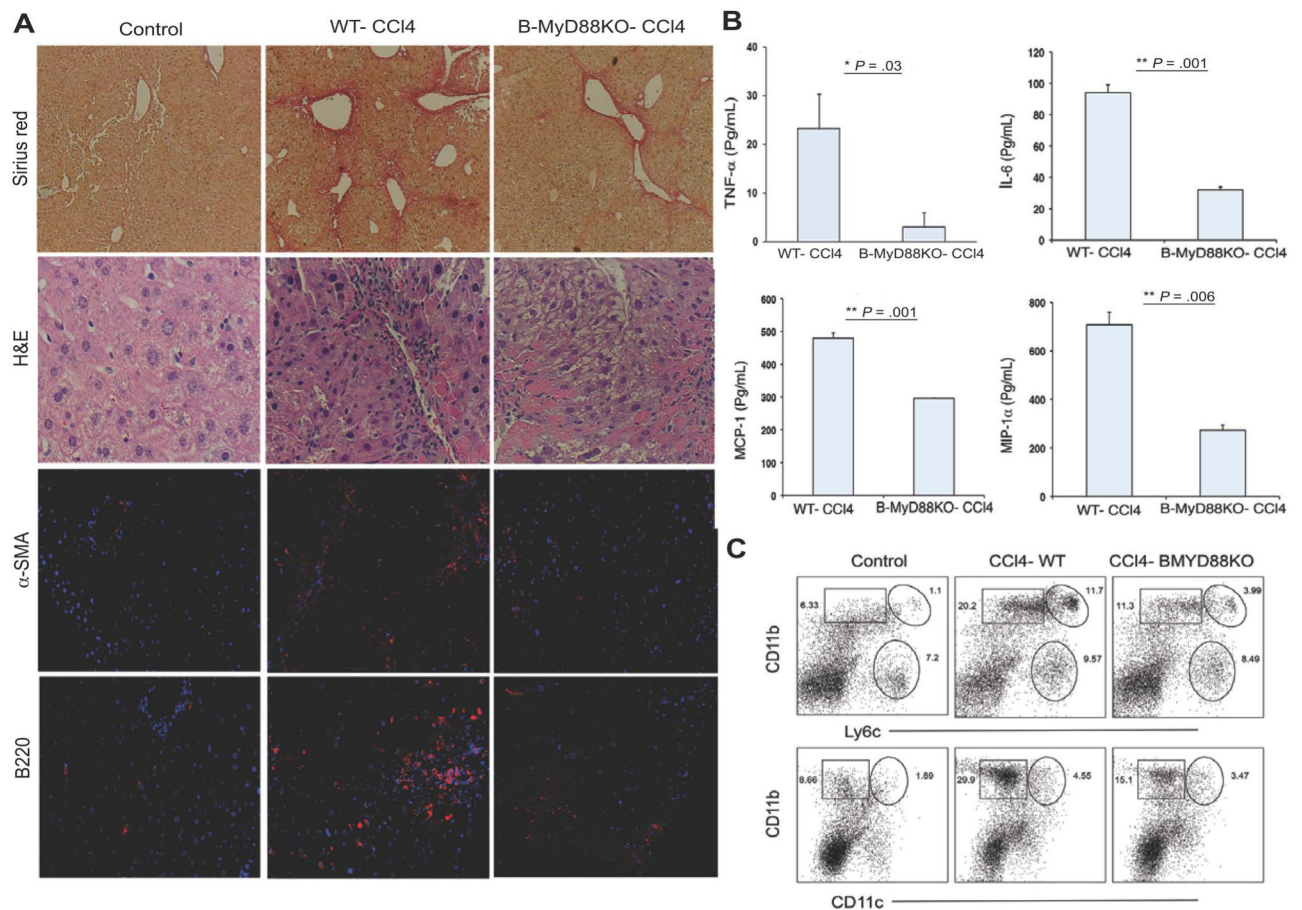 A
Control
WT- CCl4
B-MyD88KO- CCl4
Sirius red
H&E
α-SMA
B220
B
* P = .03
TNF-α (Pg/mL)
40
30
20
10
0
WT- CCl4
B-MyD88KO- CCl4
** P = .001
IL-6 (Pg/mL)
120
100
80
60
40
20
0
WT- CCl4
B-MyD88KO- CCl4
** P = .001
MCP-1 (Pg/mL)
600
500
400
300
200
100
0
WT- CCl4
B-MyD88KO- CCl4
** P = .006
MIP-1α (Pg/mL)
800
600
400
200
0
WT- CCl4
B-MyD88KO- CCl4
C
Control
CCl4- WT
CCl4- BMYD88KO
CD11b
6.33
1.1
7.2
20.2
11.7
9.57
11.3
3.99
8.49
Ly6c
CD11b
8.66
1.89
29.9
4.55
15.1
3.47
CD11c